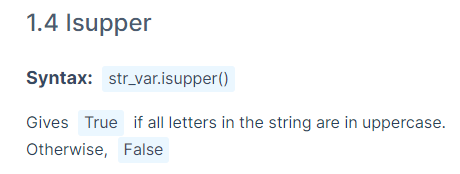 1.4 Isupper
Syntax: str_var.isupper()
Gives True if all letters in the string are in uppercase.
Otherwise, False